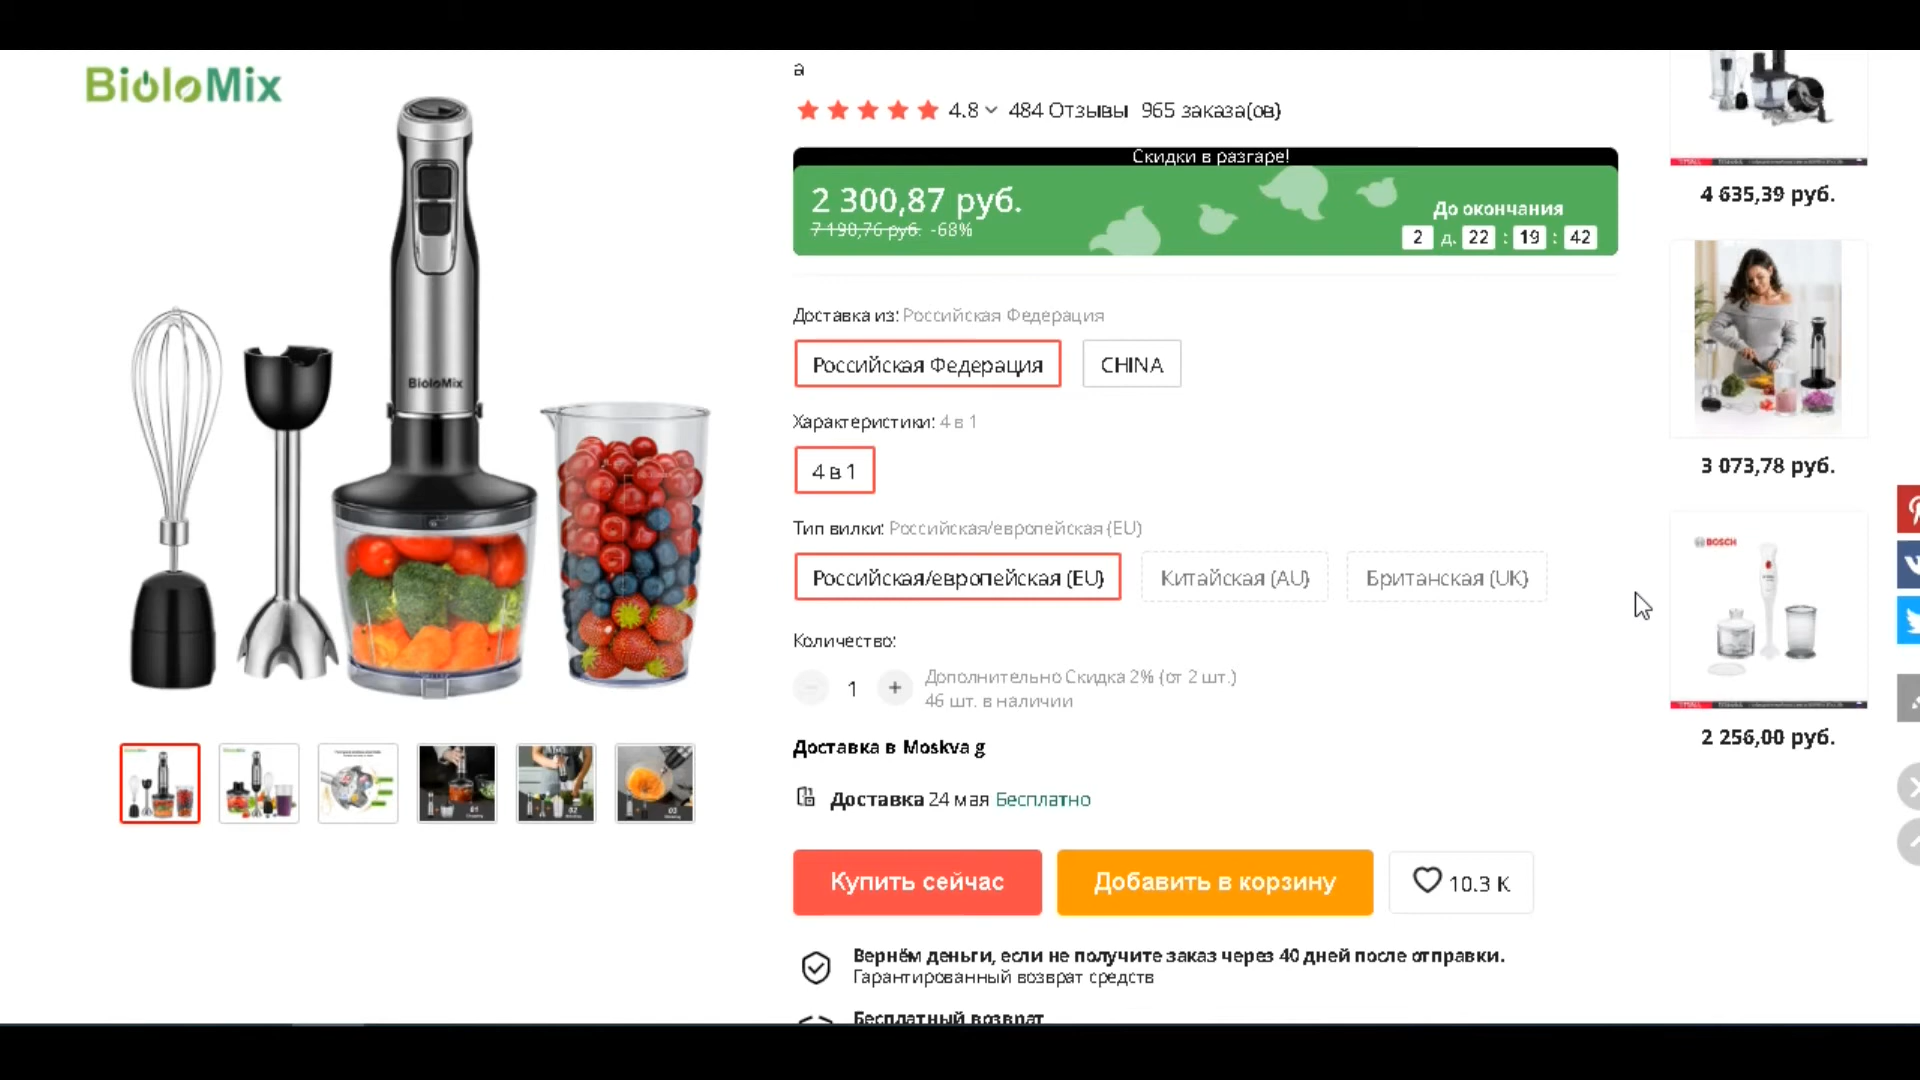 BioloMix
а
4.8 484 Отзывы 965 заказа(ов)
Скидки в разгаре!
2 300,87 руб.
7 190,76 руб. -68%
До окончания
2 д. 22 : 19 : 42
Доставка из: Российская Федерация
Российская Федерация CHINA
Характеристики: 4 в 1
4 в 1
Тип вилки: Российская/европейская (EU)
Российская/европейская (EU) Китайская (AU) Британская (UK)
Количество:
1 + Дополнительно Скидка 2% (от 2 шт.)
46 шт. в наличии
Доставка в Moskva g
Доставка 24 мая Бесплатно
Купить сейчас Добавить в корзину 10.3 K
Вернём деньги, если не получите заказ через 40 дней после отправки.
Гарантированный возврат средств
Бесплатный возврат
BioloMix
4 635,39 руб.
3 073,78 руб.
BOSCH
2 256,00 руб.